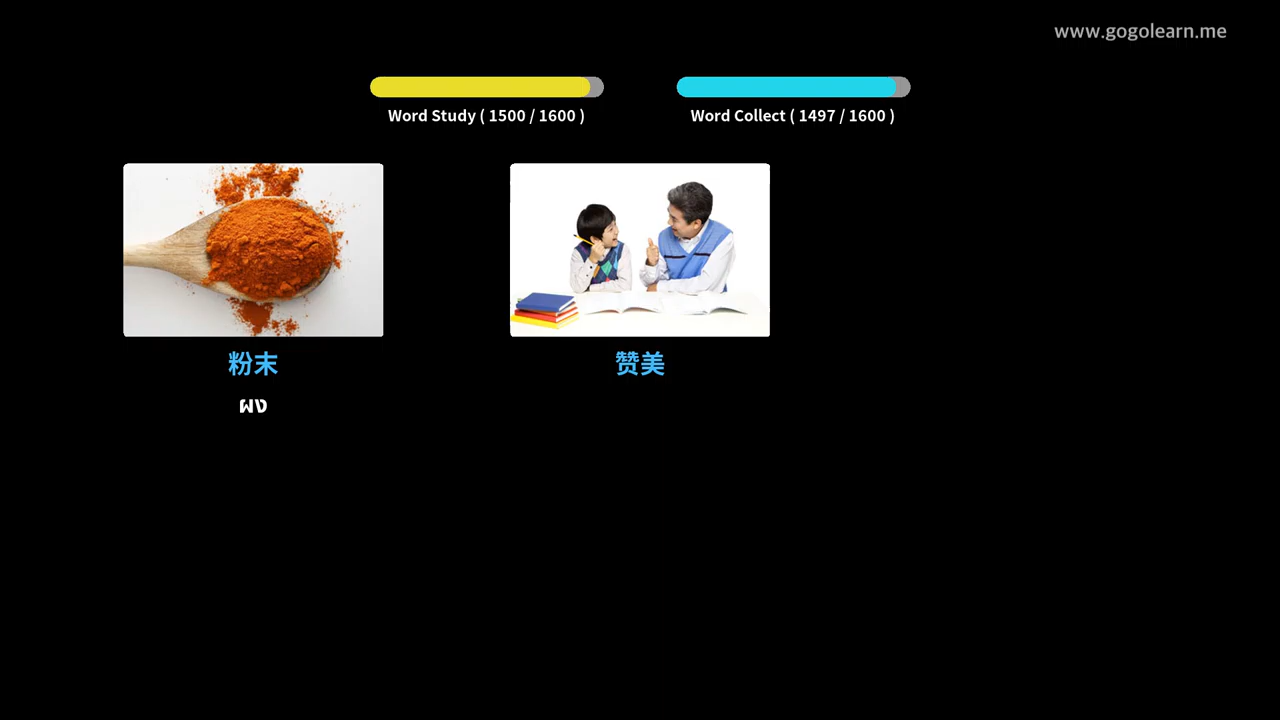 www.gogolearn.me
Word Study ( 1500 / 1600 )
Word Collect ( 1497 / 1600 )
粉末
赞美
ผง